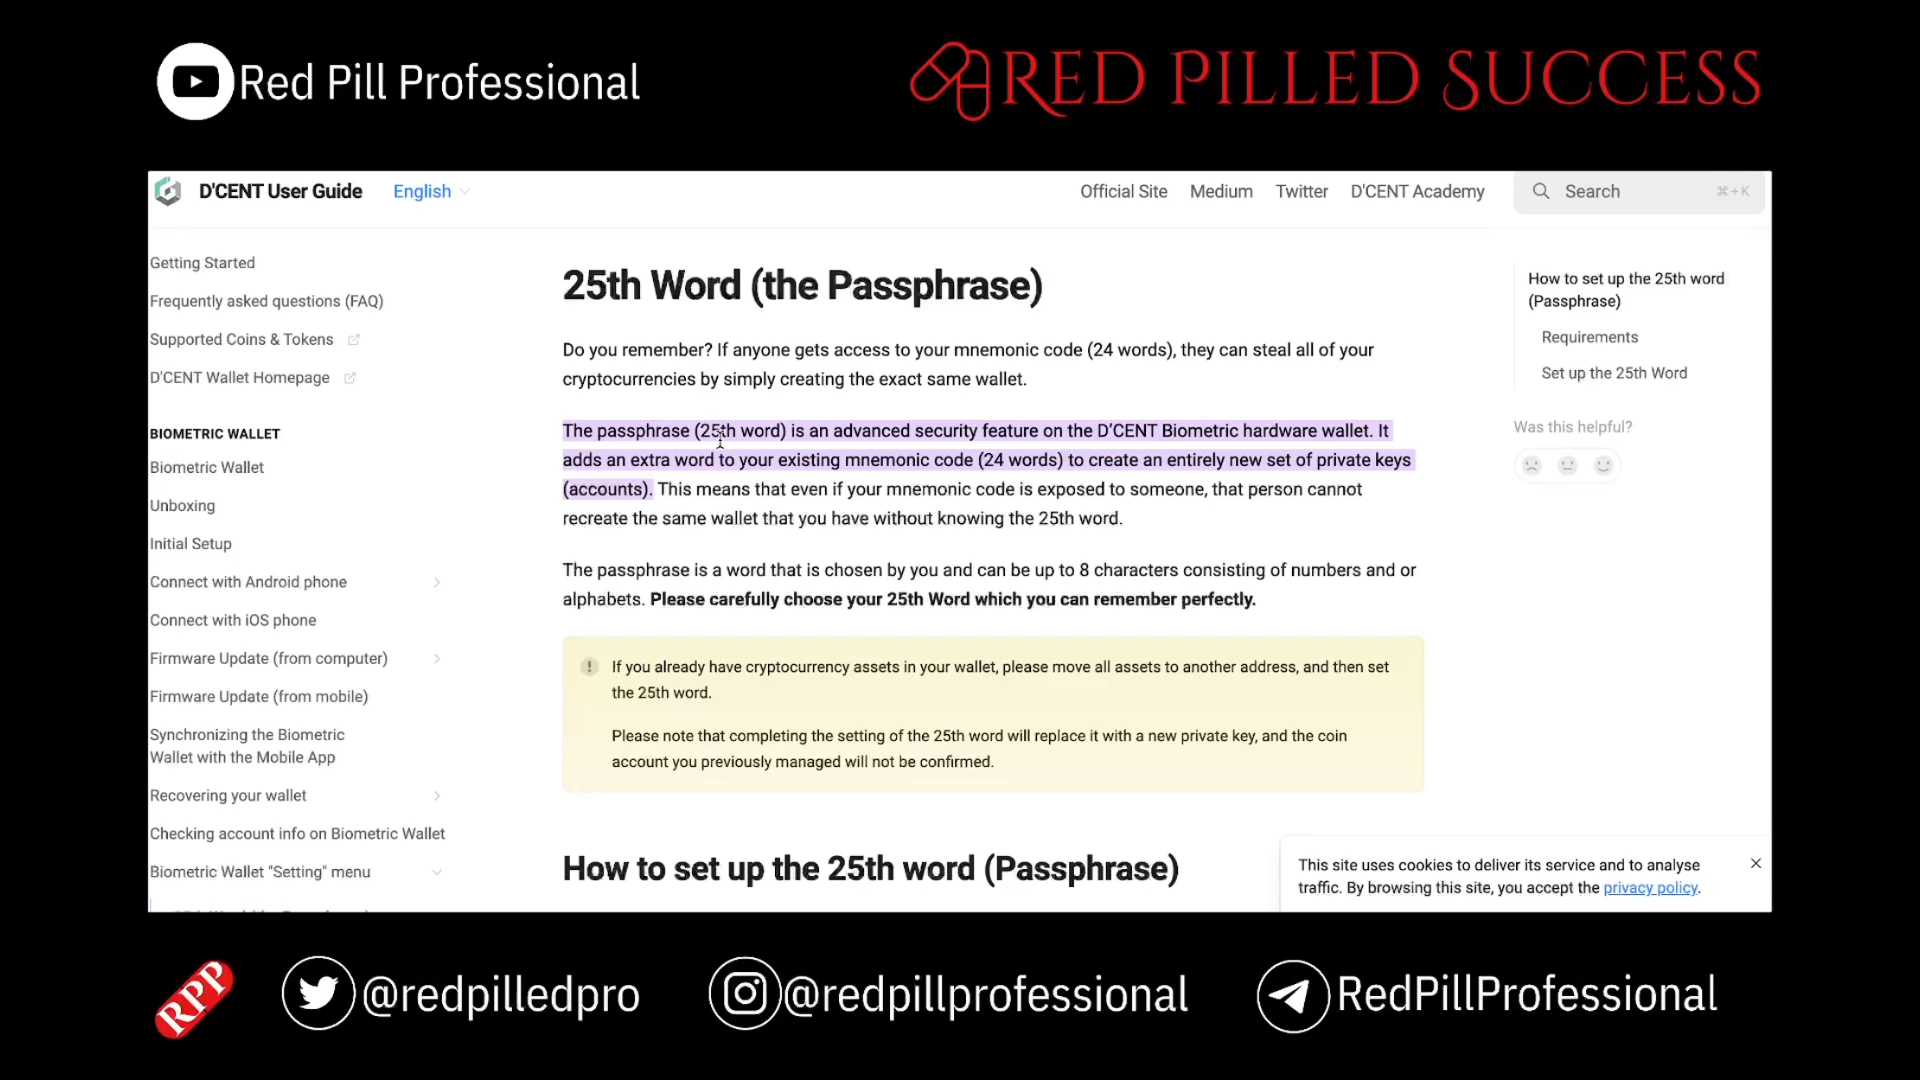 Red Pill Professional
RED PILLED SUCCESS
D'CENT User Guide
English
Official Site
Medium
Twitter
D'CENT Academy
Search
⌘+K
Getting Started
Frequently asked questions (FAQ)
Supported Coins & Tokens
D'CENT Wallet Homepage
BIOMETRIC WALLET
Biometric Wallet
Unboxing
Initial Setup
Connect with Android phone
Connect with iOS phone
Firmware Update (from computer)
Firmware Update (from mobile)
Synchronizing the Biometric
Wallet with the Mobile App
Recovering your wallet
Checking account info on Biometric Wallet
Biometric Wallet "Setting" menu
25th Word (the Passphrase)
Do you remember? If anyone gets access to your mnemonic code (24 words), they can steal all of your
cryptocurrencies by simply creating the exact same wallet.
The passphrase (25th word) is an advanced security feature on the D’CENT Biometric hardware wallet. It
adds an extra word to your existing mnemonic code (24 words) to create an entirely new set of private keys
(accounts). This means that even if your mnemonic code is exposed to someone, that person cannot
recreate the same wallet that you have without knowing the 25th word.
The passphrase is a word that is chosen by you and can be up to 8 characters consisting of numbers and or
alphabets. Please carefully choose your 25th Word which you can remember perfectly.
If you already have cryptocurrency assets in your wallet, please move all assets to another address, and then set
the 25th word.
Please note that completing the setting of the 25th word will replace it with a new private key, and the coin
account you previously managed will not be confirmed.
How to set up the 25th word (Passphrase)
How to set up the 25th word
(Passphrase)
Requirements
Set up the 25th Word
Was this helpful?
This site uses cookies to deliver its service and to analyse
traffic. By browsing this site, you accept the privacy policy.
RPP
@redpilledpro
@redpillprofessional
RedPillProfessional